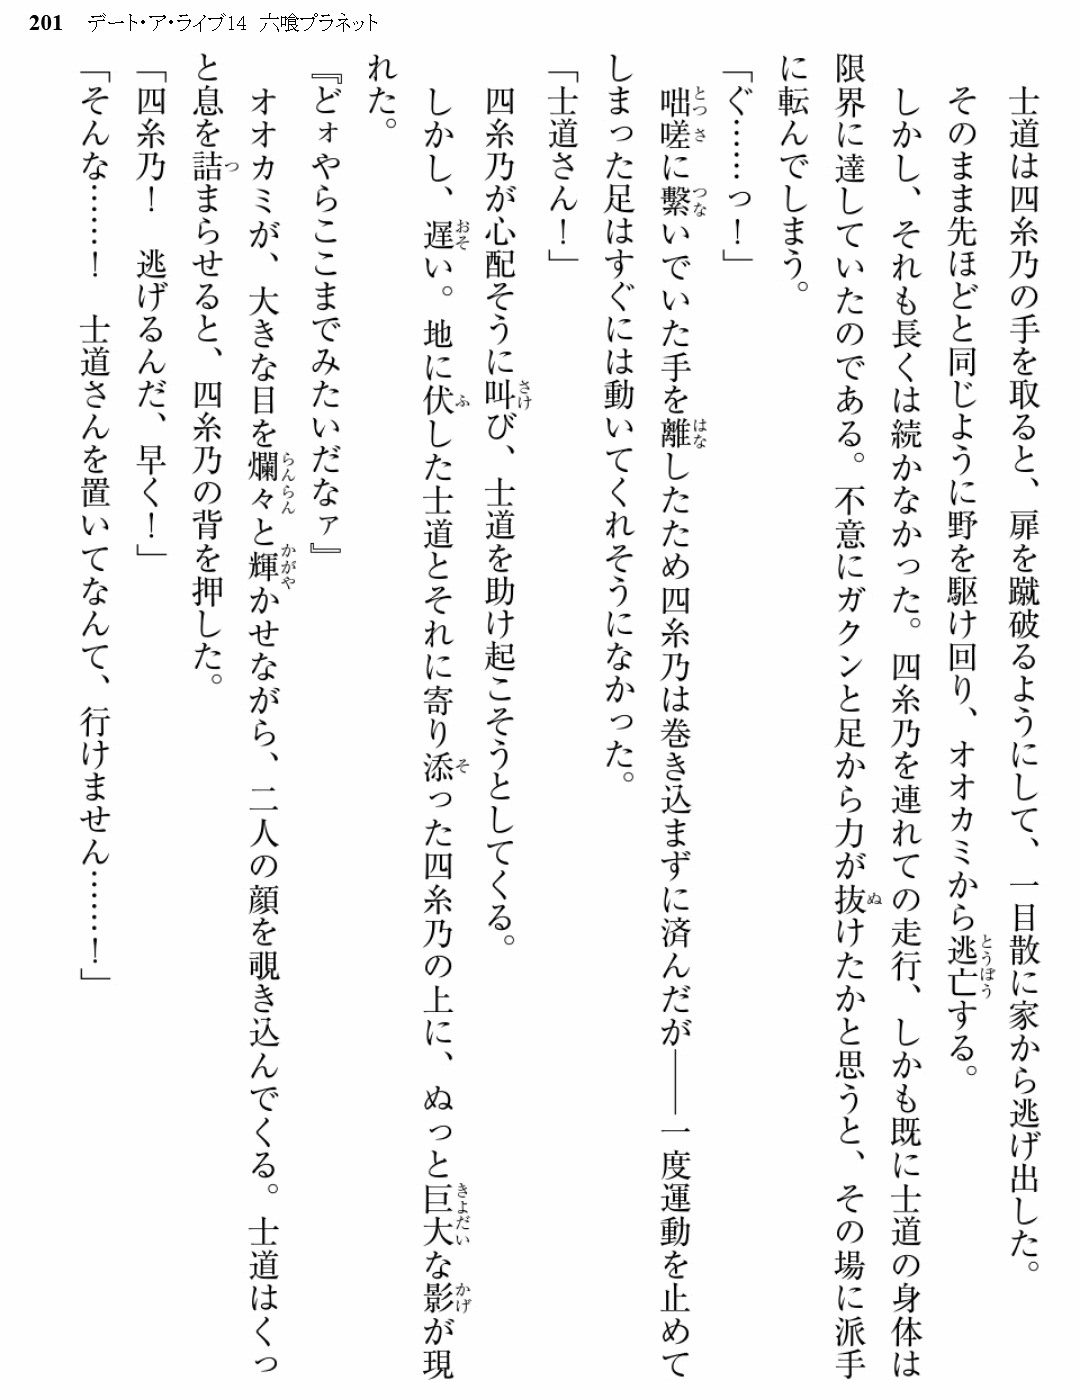 201 デート・ア・ライブ14 六喰プラネット
士道は四糸乃の手を取ると、扉を蹴破るようにして、一目散に家から逃げ出した。
そのまま先ほどと同じように野を駆け回り、オオカミから逃亡する。
しかし、それも長くは続かなかった。四糸乃を連れての走行、しかも既に士道の身体は
限界に達していたのである。不意にガクンと足から力が抜けたかと思うと、その場に派手
に転んでしまう。
「ぐ……っ！」
咄嗟に繫いでいた手を離したため四糸乃は巻き込まずに済んだが――一度運動を止めて
しまった足はすぐには動いてくれそうになかった。
「士道さん！」
四糸乃が心配そうに叫び、士道を助け起こそうとしてくる。
しかし、遅い。地に伏した士道とそれに寄り添った四糸乃の上に、ぬっと巨大な影が現
れた。
『どォやらここまでみたいだなァ』
オオカミが、大きな目を爛々と輝かせながら、二人の顔を覗き込んでくる。士道はくっ
と息を詰まらせると、四糸乃の背を押した。
「四糸乃！　逃げるんだ、早く！」
「そんな……！　士道さんを置いてなんて、行けません……！」